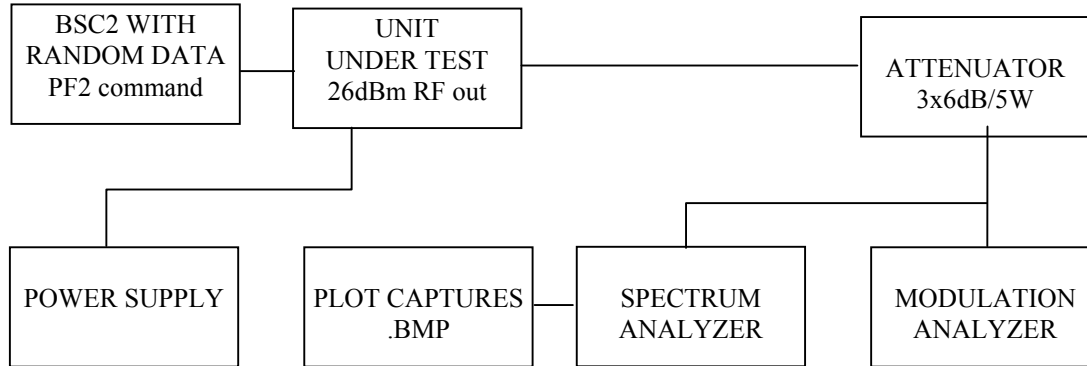 BSC2 WITH
RANDOM DATA
PF2 command
UNIT
UNDER TEST
26dBm RF out
ATTENUATOR
3x6dB/5W
POWER SUPPLY
PLOT CAPTURES
.BMP
SPECTRUM
ANALYZER
MODULATION
ANALYZER